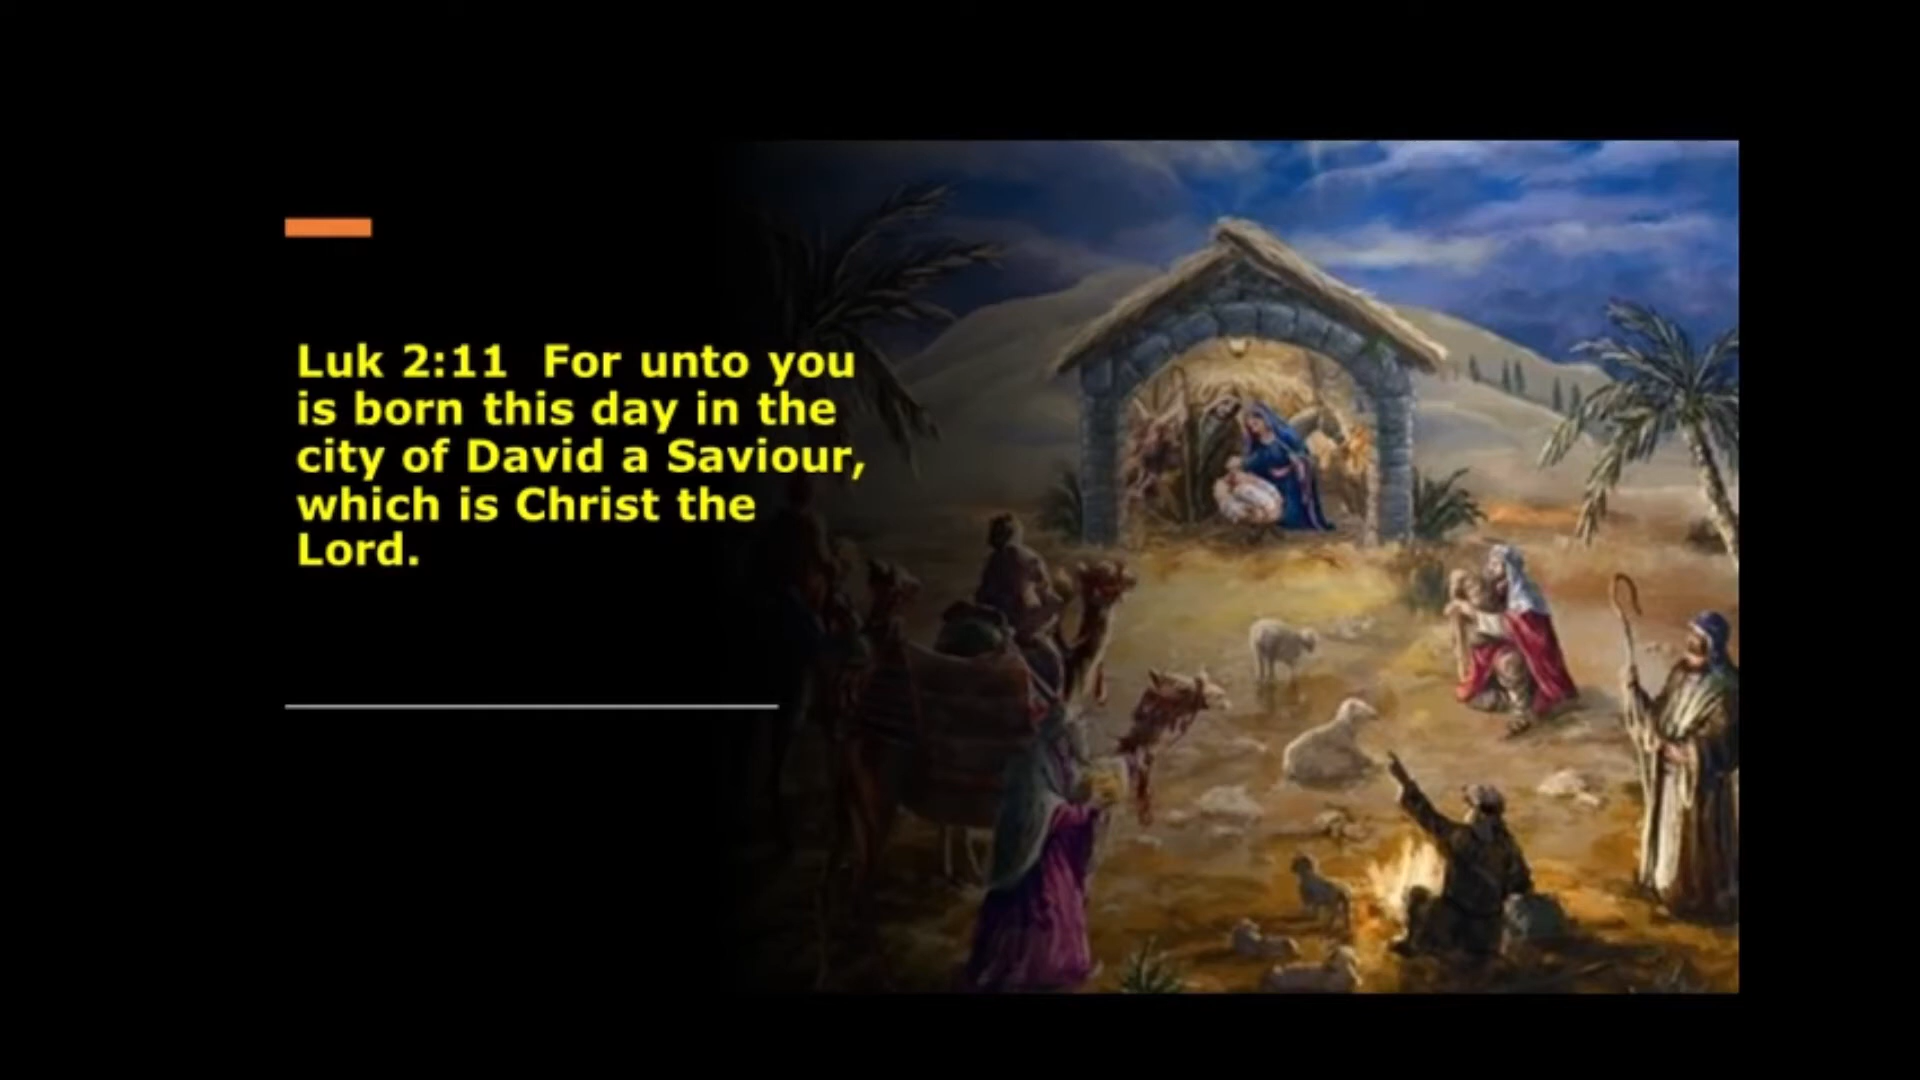 Luk 2:11  For unto you
is born this day in the
city of David a Saviour,
which is Christ the
Lord.